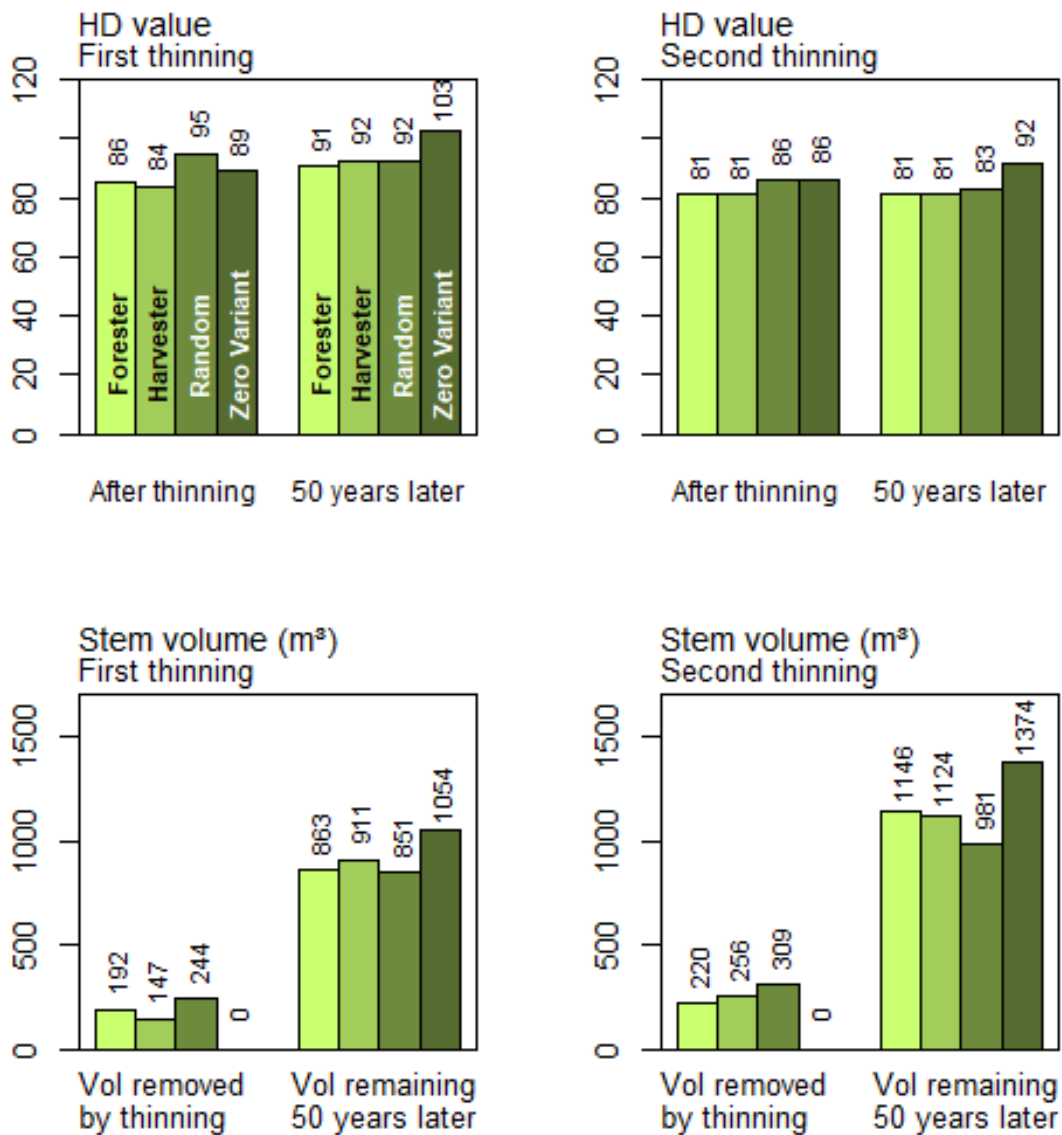 HD value
First thinning
0
20
40
60
80
120
86
84
95
89
91
92
92
103
Forester
Harvester
Random
Zero Variant
Forester
Harvester
Random
Zero Variant
After thinning
50 years later
HD value
Second thinning
0
20
40
60
80
120
81
81
86
86
81
81
83
92
After thinning
50 years later
Stem volume (m³)
First thinning
0
500
1000
1500
192
147
244
0
863
911
851
1054
Vol removed
by thinning
Vol remaining
50 years later
Stem volume (m³)
Second thinning
0
500
1000
1500
220
256
309
0
1146
1124
981
1374
Vol removed
by thinning
Vol remaining
50 years later